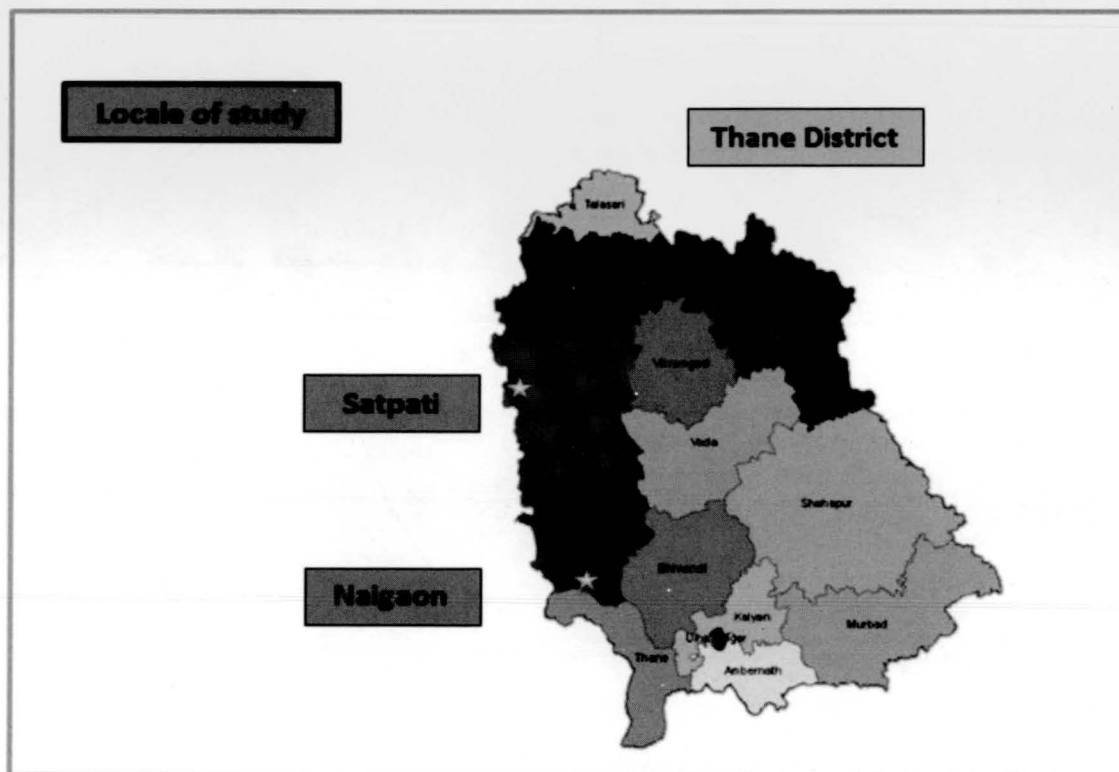 Locale of study
Thane District
Talasari
Vikramgad
Satpati
Vada
Shahapur
Bhiwandi
Naigaon
Kalyan
Murbad
Thane
Ambernath